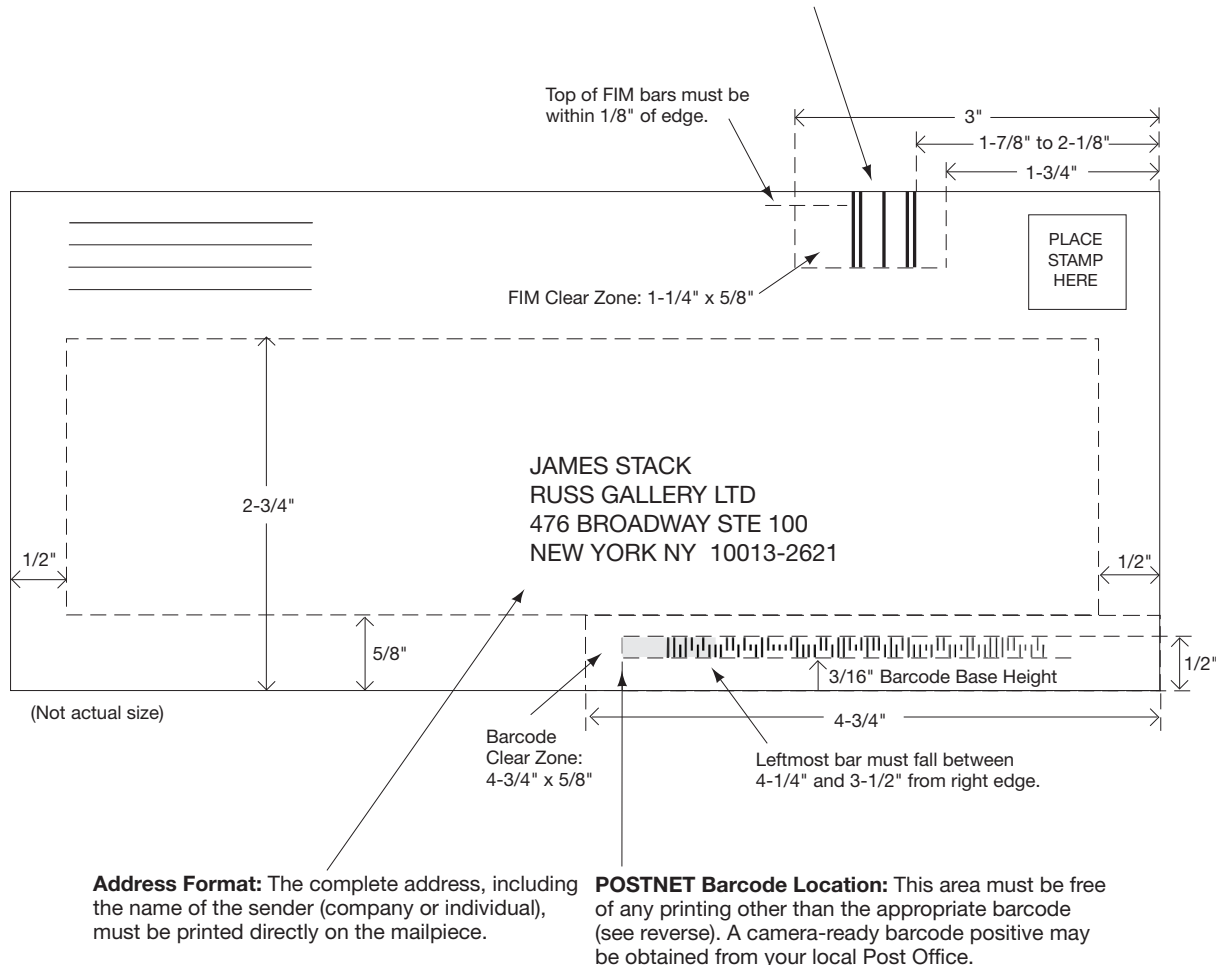 Top of FIM bars must be
within 1/8" of edge.
3"
1-7/8" to 2-1/8"
1-3/4"
PLACE
STAMP
HERE
FIM Clear Zone: 1-1/4" x 5/8"
JAMES STACK
RUSS GALLERY LTD
476 BROADWAY STE 100
NEW YORK NY 10013-2621
2-3/4"
1/2"
1/2"
5/8"
3/16" Barcode Base Height
1/2"
(Not actual size)
4-3/4"
Barcode
Clear Zone:
4-3/4" x 5/8"
Leftmost bar must fall between
4-1/4" and 3-1/2" from right edge.
Address Format: The complete address, including
the name of the sender (company or individual),
must be printed directly on the mailpiece.
POSTNET Barcode Location: This area must be free
of any printing other than the appropriate barcode
(see reverse). A camera-ready barcode positive may
be obtained from your local Post Office.